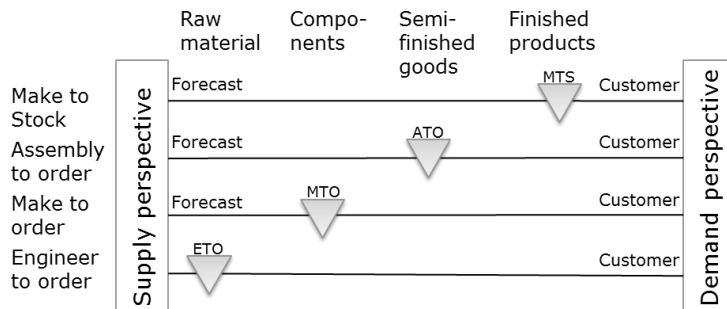 Raw
material
Compo-
nents
Semi-
finished
goods
Finished
products
Make to
Stock
Forecast
MTS
Customer
Assembly
to order
Forecast
ATO
Customer
Make to
order
Forecast
MTO
Customer
Engineer
to order
ETO
Customer
Supply perspective
Demand perspective